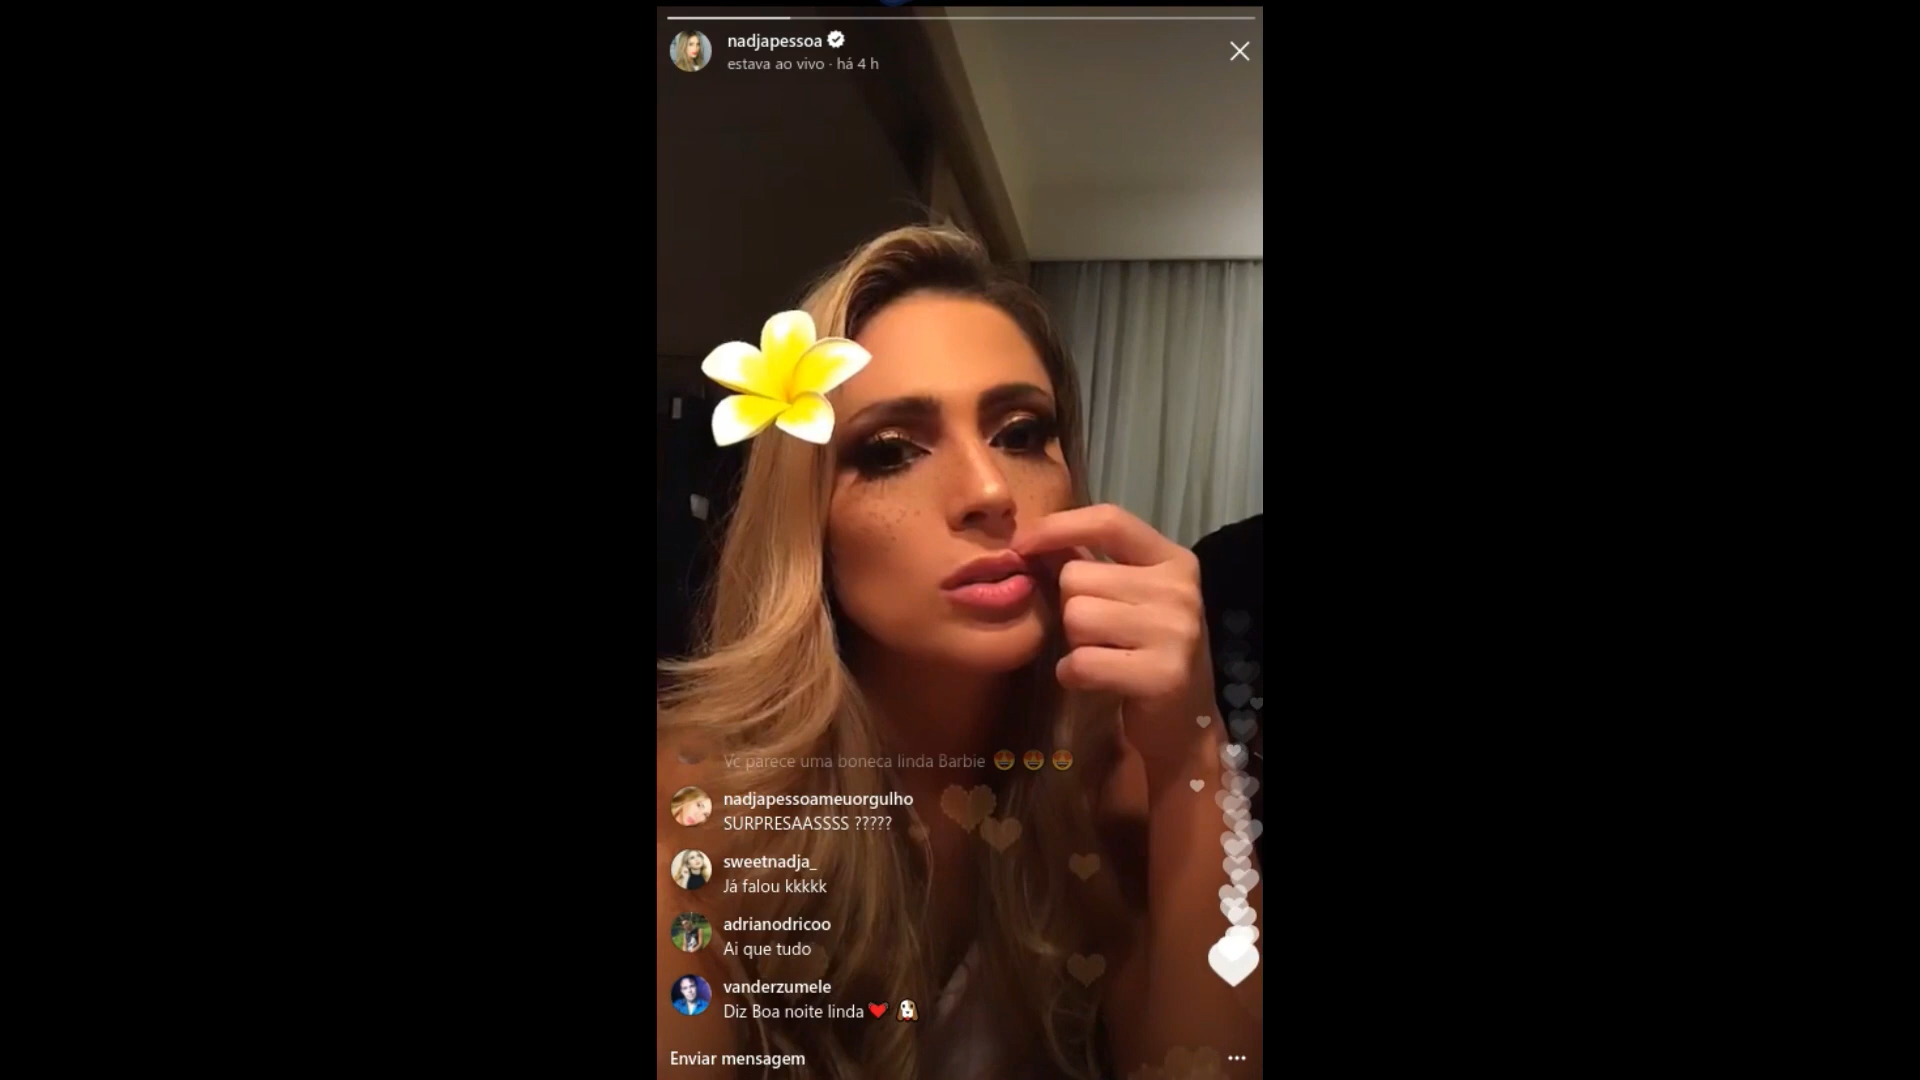 nadjapessoa
estava ao vivo · há 4 h
Vc parece uma boneca linda Barbie 🤩 🤩 🤩
nadjapessoameuorgulho
SURPRESAASSSS ?????
sweetnadja_
Já falou kkkkk
adrianodricoo
Ai que tudo
vanderzumele
Diz Boa noite linda ❤️ 🐶
Enviar mensagem